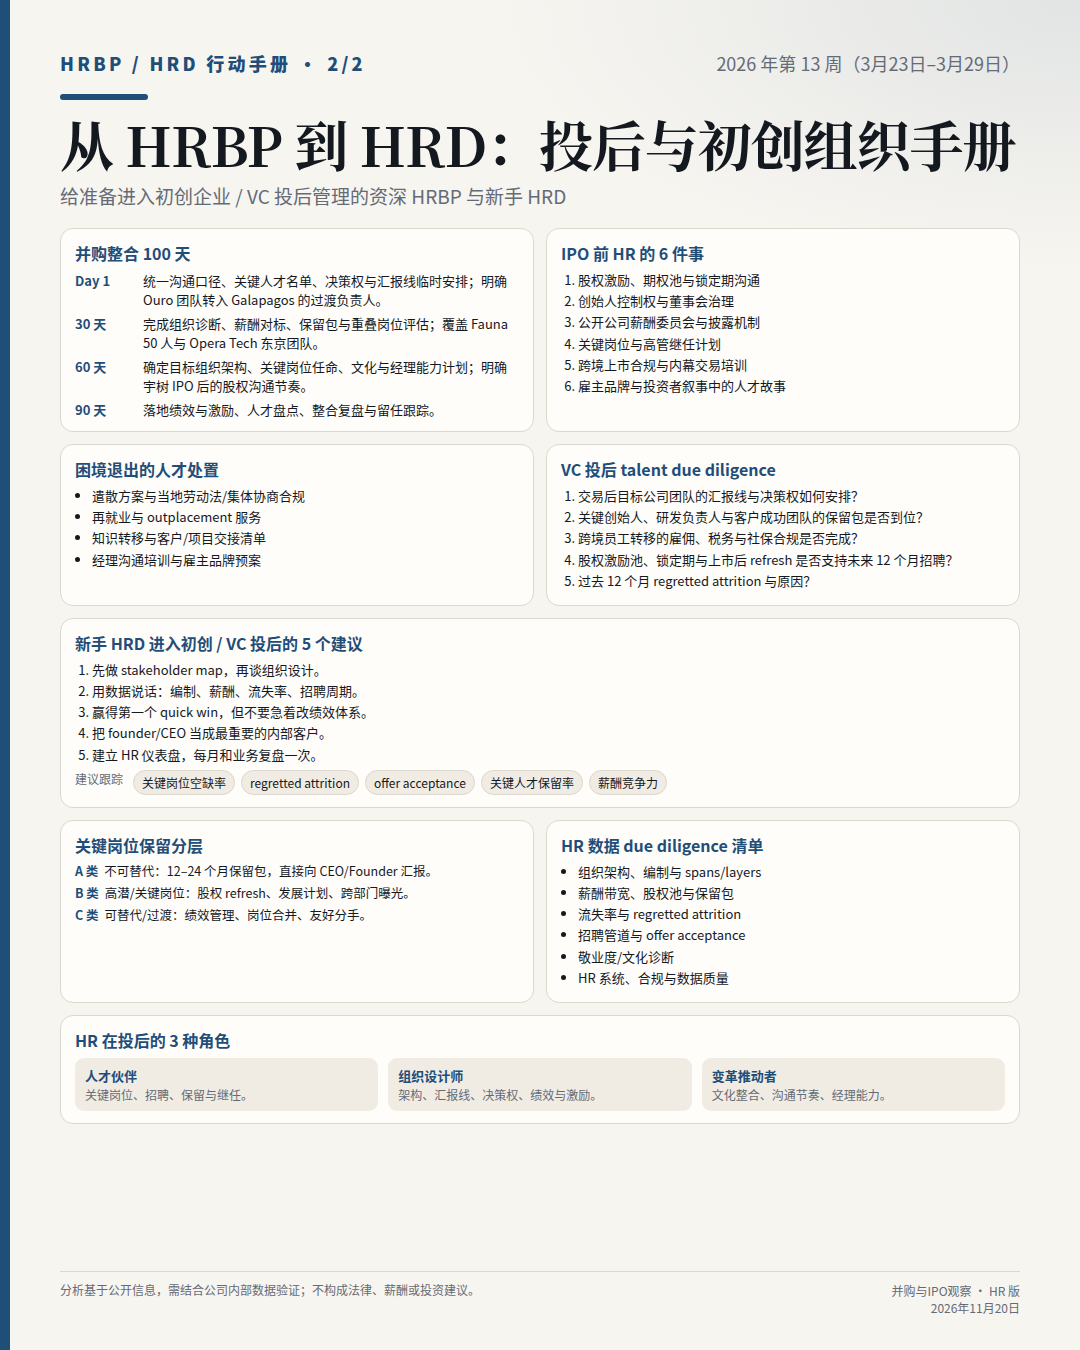 HRBP / HRD 行动手册 · 2/2
2026 年第 13 周（3月23日–3月29日）
从 HRBP 到 HRD：投后与初创组织手册
给准备进入初创企业 / VC 投后管理的资深 HRBP 与新手 HRD
并购整合 100 天
Day 1 统一沟通口径、关键人才名单、决策权与汇报线临时安排；明确
Ouro 团队转入 Galapagos 的过渡负责人。
30 天 完成组织诊断、薪酬对标、保留包与重叠岗位评估；覆盖 Fauna
50 人与 Opera Tech 东京团队。
60 天 确定目标组织架构、关键岗位任命、文化与经理能力计划；明确
宇树 IPO 后的股权沟通节奏。
90 天 落地绩效与激励、人才盘点、整合复盘与留任跟踪。
IPO 前 HR 的 6 件事
1. 股权激励、期权池与锁定期沟通
2. 创始人控制权与董事会治理
3. 公开公司薪酬委员会与披露机制
4. 关键岗位与高管继任计划
5. 跨境上市合规与内幕交易培训
6. 雇主品牌与投资者叙事中的人才故事
困境退出的人才处置
• 遣散方案与当地劳动法/集体协商合规
• 再就业与 outplacement 服务
• 知识转移与客户/项目交接清单
• 经理沟通培训与雇主品牌预案
VC 投后 talent due diligence
1. 交易后目标公司团队的汇报线与决策权如何安排？
2. 关键创始人、研发负责人与客户成功团队的保留包是否到位？
3. 跨境员工转移的雇佣、税务与社保合规是否完成？
4. 股权激励池、锁定期与上市后 refresh 是否支持未来 12 个月招聘？
5. 过去 12 个月 regretted attrition 与原因？
新手 HRD 进入初创 / VC 投后的 5 个建议
1. 先做 stakeholder map，再谈组织设计。
2. 用数据说话：编制、薪酬、流失率、招聘周期。
3. 赢得第一个 quick win，但不要急着改绩效体系。
4. 把 founder/CEO 当成最重要的内部客户。
5. 建立 HR 仪表盘，每月和业务复盘一次。
建议跟踪 关键岗位空缺率 regretted attrition offer acceptance 关键人才保留率 薪酬竞争力
关键岗位保留分层
A 类 不可替代：12–24 个月保留包，直接向 CEO/Founder 汇报。
B 类 高潜/关键岗位：股权 refresh、发展计划、跨部门曝光。
C 类 可替代/过渡：绩效管理、岗位合并、友好分手。
HR 数据 due diligence 清单
• 组织架构、编制与 spans/layers
• 薪酬带宽、股权池与保留包
• 流失率与 regretted attrition
• 招聘管道与 offer acceptance
• 敬业度/文化诊断
• HR 系统、合规与数据质量
HR 在投后的 3 种角色
人才伙伴
关键岗位、招聘、保留与继任。
组织设计师
架构、汇报线、决策权、绩效与激励。
变革推动者
文化整合、沟通节奏、经理能力。
分析基于公开信息，需结合公司内部数据验证；不构成法律、薪酬或投资建议。
并购与IPO观察 · HR 版
2026年11月20日